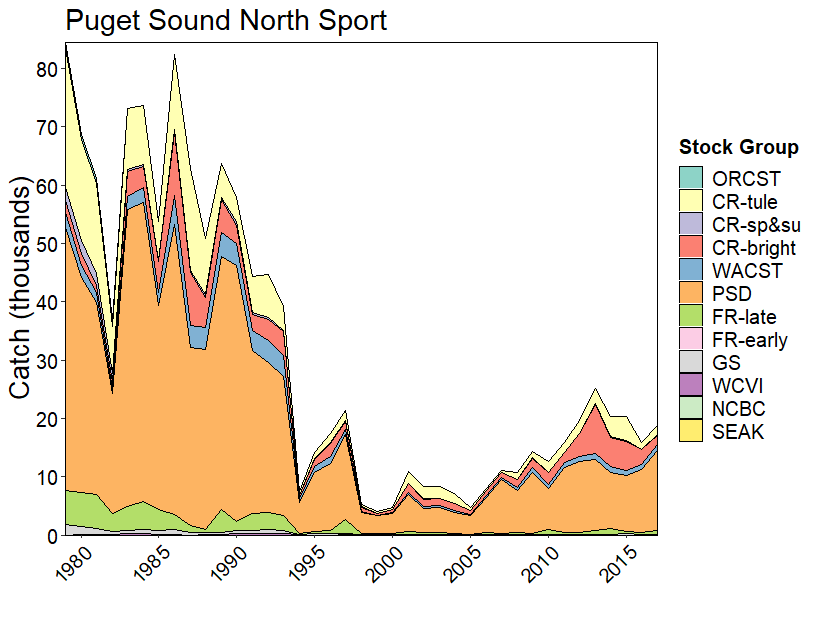 Puget Sound North Sport
Catch (thousands)
80
70
60
50
40
30
20
10
0
1980
1985
1990
1995
2000
2005
2010
2015
Stock Group
ORCST
CR-tule
CR-sp&su
CR-bright
WACST
PSD
FR-late
FR-early
GS
WCVI
NCBC
SEAK